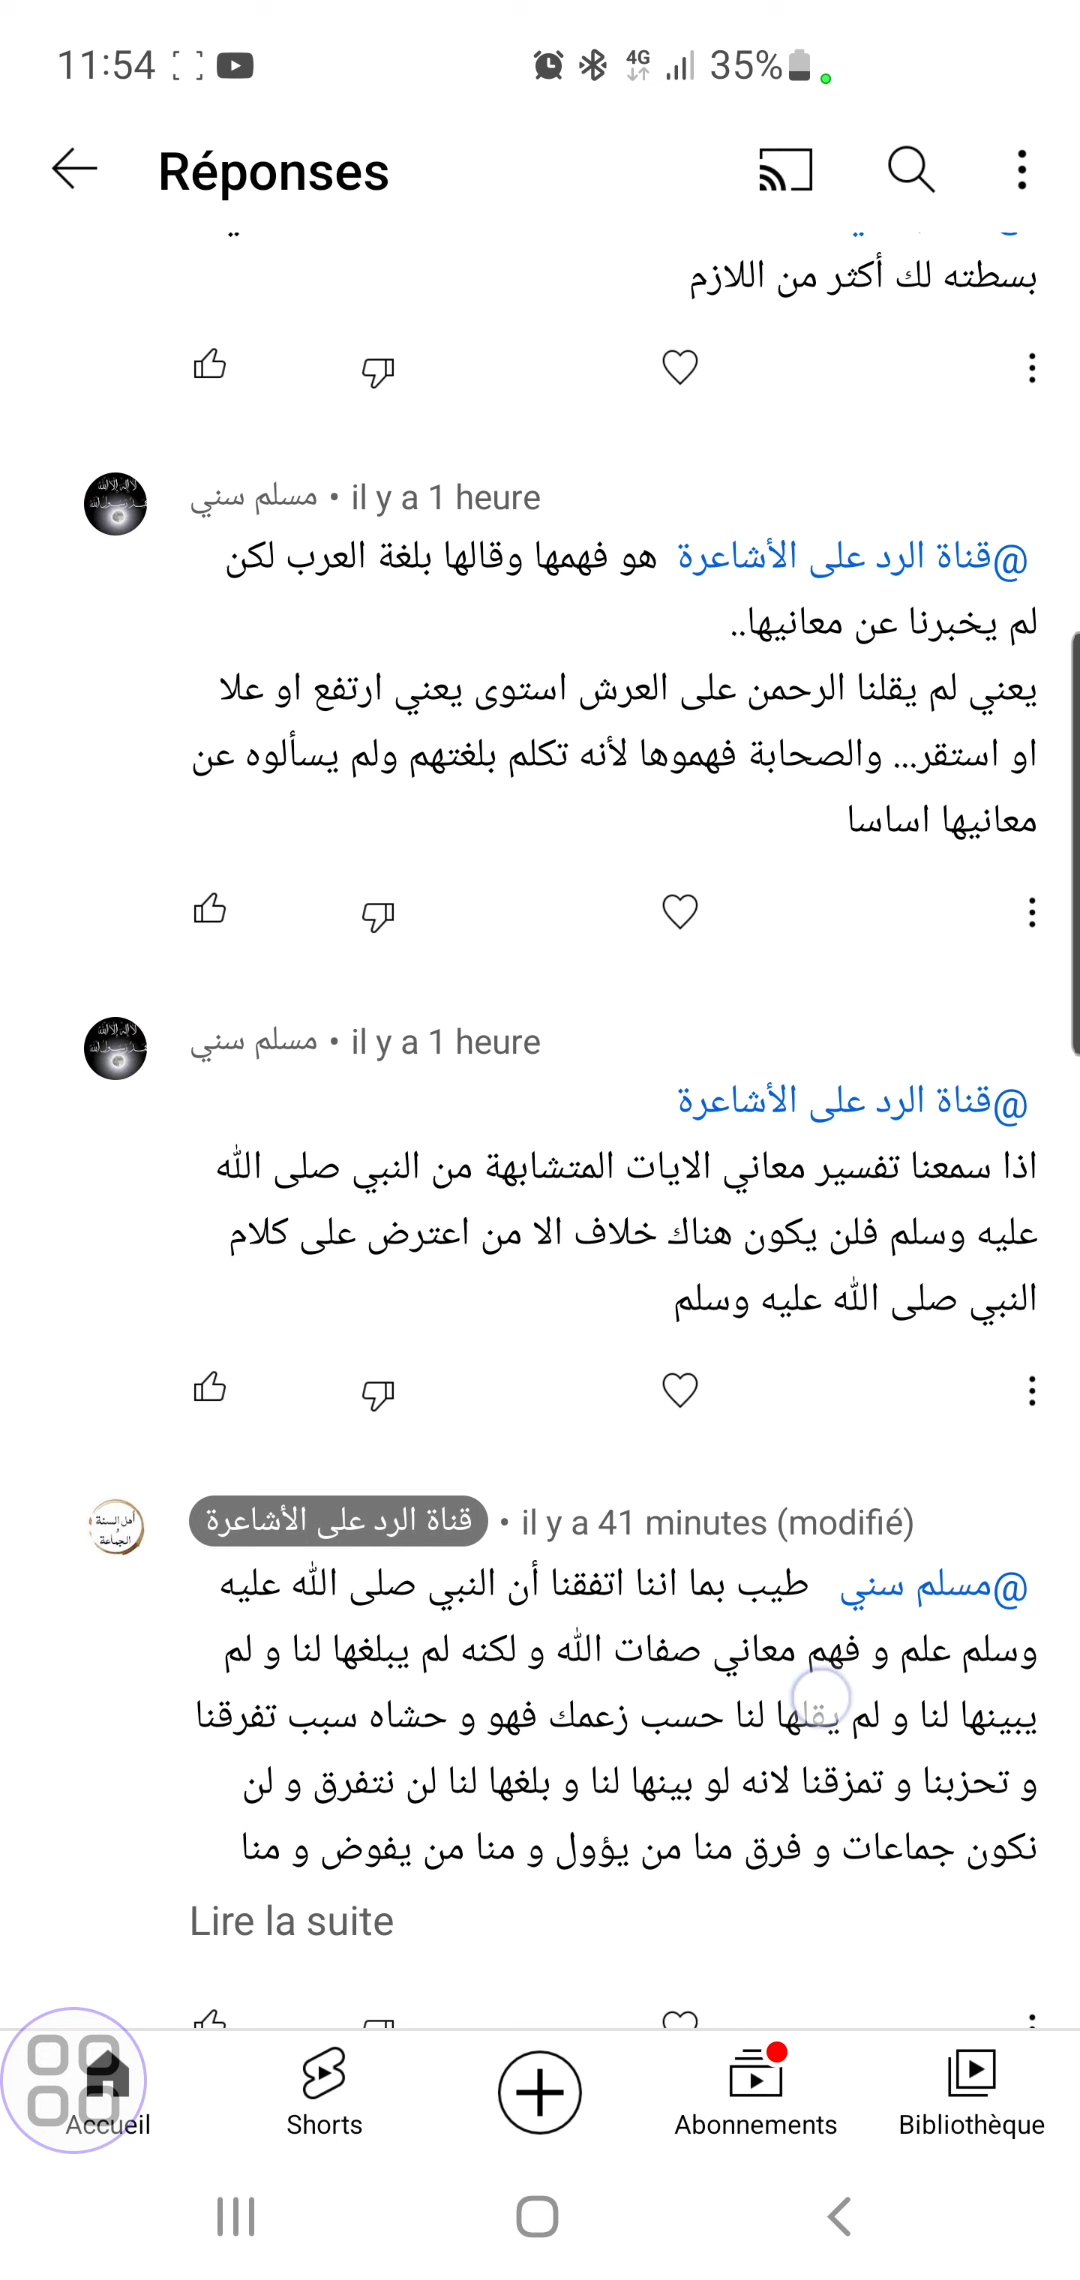 11:54
4G
35%
Réponses
بسطته لك أكثر من اللازم
مسلم سني • il y a 1 heure
@قناة الرد على الأشاعرة هو فهمها وقالها بلغة العرب لكن
لم يخبرنا عن معانيها..
يعني لم يقلنا الرحمن على العرش استوى يعني ارتفع او علا
او استقر... والصحابة فهموها لأنه تكلم بلغتهم ولم يسألوه عن
معانيها اساسا
مسلم سني • il y a 1 heure
@قناة الرد على الأشاعرة
اذا سمعنا تفسير معاني الايات المتشابهة من النبي صلى الله
عليه وسلم فلن يكون هناك خلاف الا من اعترض على كلام
النبي صلى الله عليه وسلم
أهل السنة
و
الجماعة
قناة الرد على الأشاعرة • il y a 41 minutes (modifié)
@مسلم سني طيب بما اننا اتفقنا أن النبي صلى الله عليه
وسلم علم و فهم معاني صفات الله و لكنه لم يبلغها لنا و لم
يبينها لنا و لم يقلها لنا حسب زعمك فهو و حشاه سبب تفرقنا
و تحزبنا و تمزقنا لانه لو بينها لنا و بلغها لنا لن نتفرق و لن
نكون جماعات و فرق منا من يؤول و منا من يفوض و منا
Lire la suite
Accueil
Shorts
Abonnements
Bibliothèque